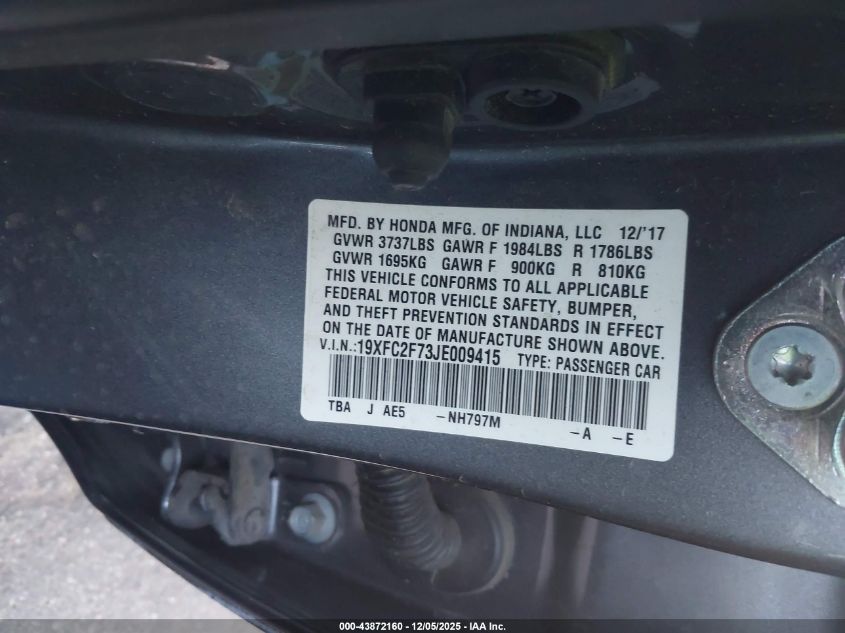 MFD. BY HONDA MFG. OF INDIANA, LLC 12/'17
GVWR 3737LBS GAWR F 1984LBS R 1786LBS
GVWR 1695KG GAWR F 900KG R 810KG
THIS VEHICLE CONFORMS TO ALL APPLICABLE
FEDERAL MOTOR VEHICLE SAFETY, BUMPER,
AND THEFT PREVENTION STANDARDS IN EFFECT
ON THE DATE OF MANUFACTURE SHOWN ABOVE.
V.I.N.: 19XFC2F73JE009415 TYPE: PASSENGER CAR
TBA J AE5 -NH797M -A -E
000-43872160 - 12/05/2025 - IAA Inc.